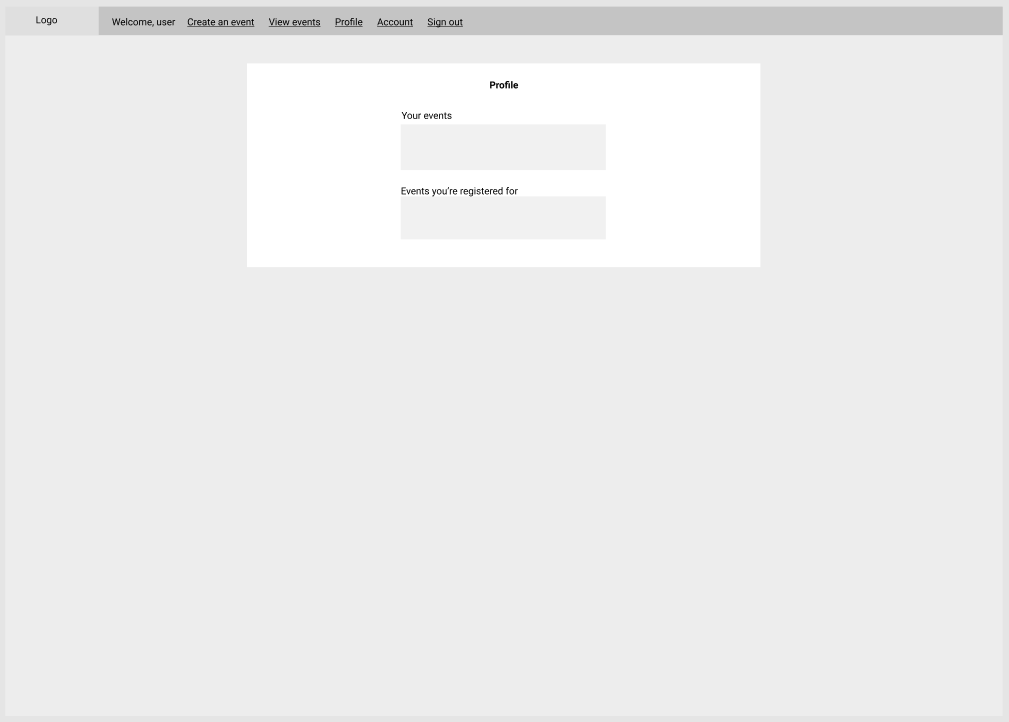 Logo
Welcome, user Create an event View events Profile Account Sign out
Profile
Your events
Events you're registered for